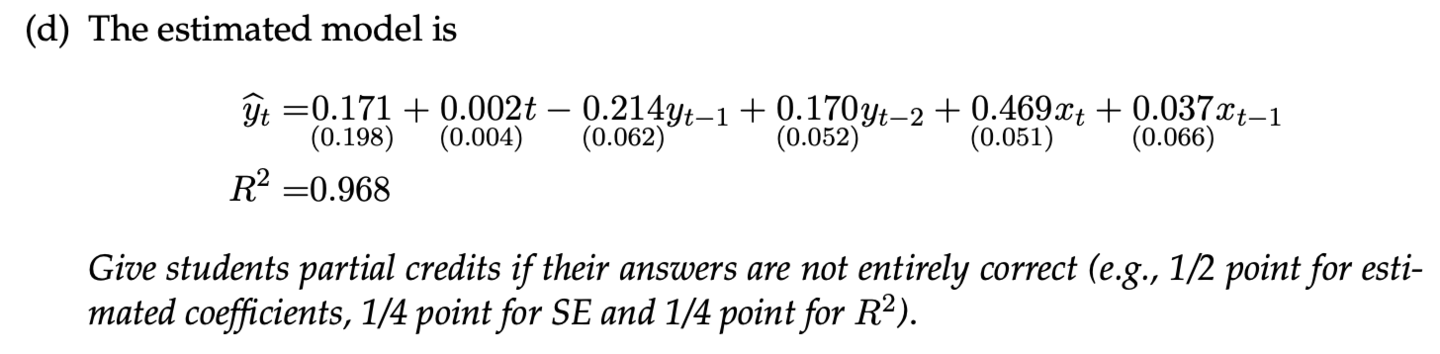 (d) The estimated model is
ŷt =0.171 + 0.002t − 0.214yt−1 + 0.170yt−2 + 0.469xt + 0.037xt−1
(0.198) (0.004) (0.062) (0.052) (0.051) (0.066)
R² =0.968
Give students partial credits if their answers are not entirely correct (e.g., 1/2 point for esti-
mated coefficients, 1/4 point for SE and 1/4 point for R²).